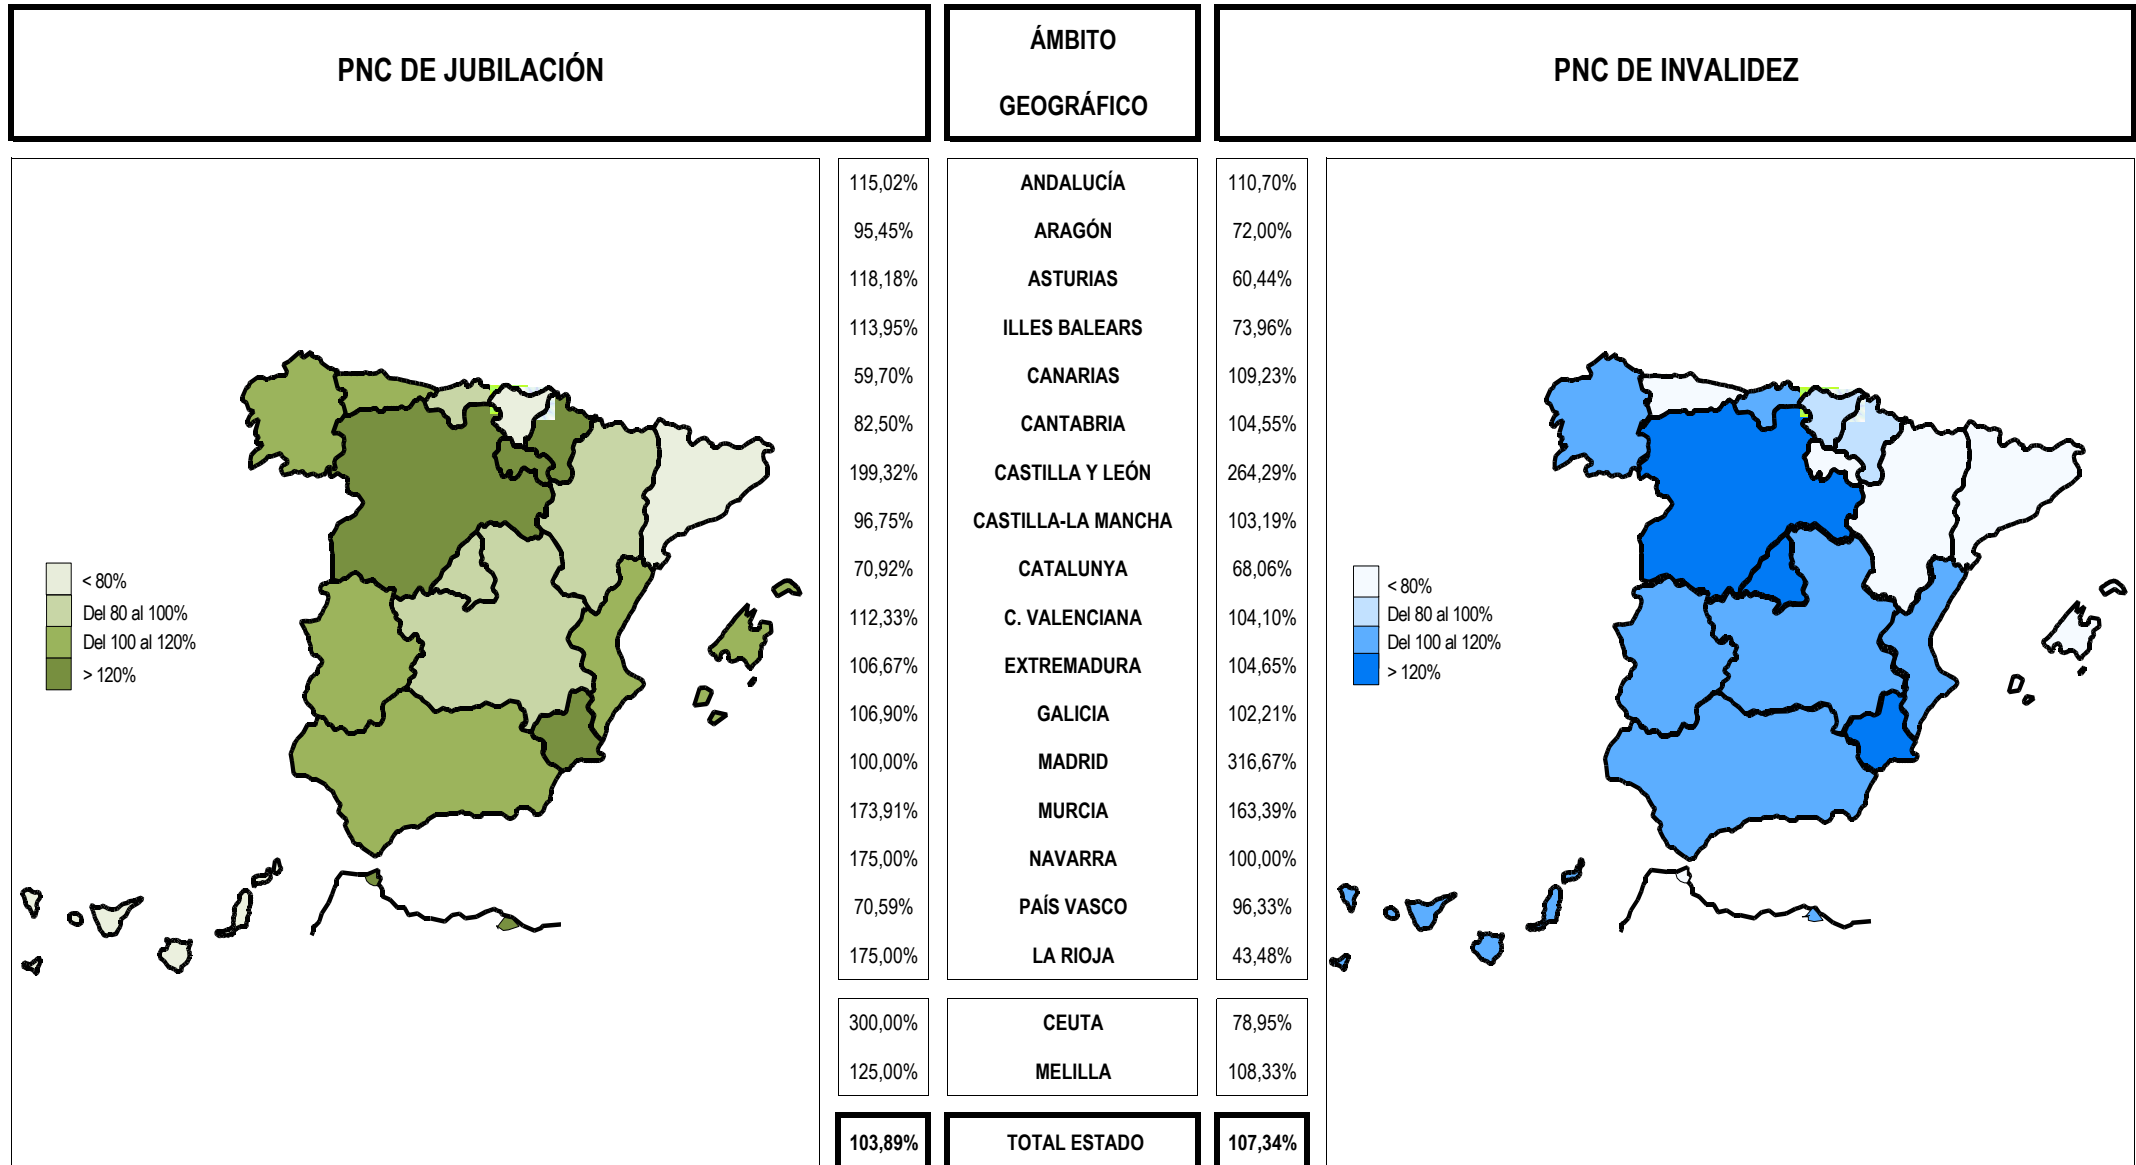 PNC DE JUBILACIÓN
ÁMBITO
GEOGRÁFICO
PNC DE INVALIDEZ
115,02% ANDALUCÍA 110,70%
95,45% ARAGÓN 72,00%
118,18% ASTURIAS 60,44%
113,95% ILLES BALEARS 73,96%
59,70% CANARIAS 109,23%
82,50% CANTABRIA 104,55%
199,32% CASTILLA Y LEÓN 264,29%
96,75% CASTILLA-LA MANCHA 103,19%
70,92% CATALUNYA 68,06%
112,33% C. VALENCIANA 104,10%
106,67% EXTREMADURA 104,65%
106,90% GALICIA 102,21%
100,00% MADRID 316,67%
173,91% MURCIA 163,39%
175,00% NAVARRA 100,00%
70,59% PAÍS VASCO 96,33%
175,00% LA RIOJA 43,48%
300,00% CEUTA 78,95%
125,00% MELILLA 108,33%
103,89% TOTAL ESTADO 107,34%
< 80%
Del 80 al 100%
Del 100 al 120%
> 120%
< 80%
Del 80 al 100%
Del 100 al 120%
> 120%